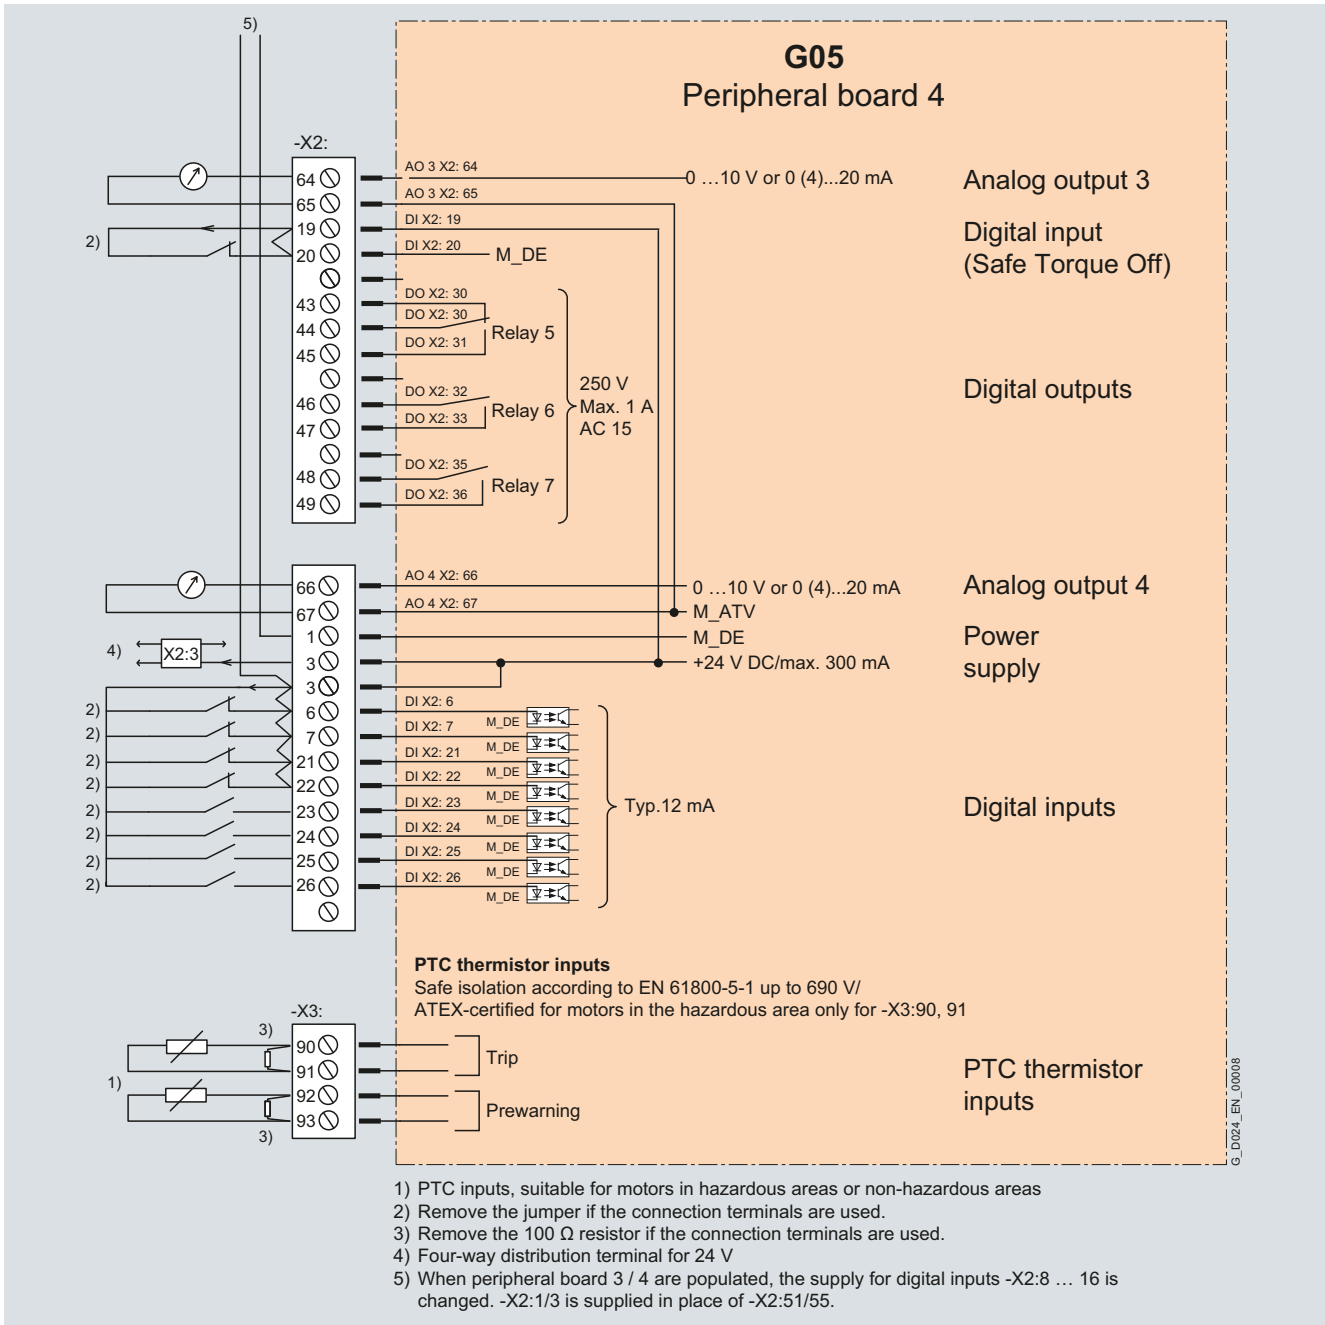 5)
G05
Peripheral board 4
-X2:
64
AO 3 X2: 64
0 …10 V or 0 (4)...20 mA
Analog output 3
65
AO 3 X2: 65
19
DI X2: 19
Digital input
(Safe Torque Off)
2)
20
DI X2: 20
M_DE
43
DO X2: 30
44
DO X2: 30
Relay 5
45
DO X2: 31
250 V
Max. 1 A
AC 15
Digital outputs
46
DO X2: 32
Relay 6
47
DO X2: 33
48
DO X2: 35
Relay 7
49
DO X2: 36
66
AO 4 X2: 66
0 …10 V or 0 (4)...20 mA
Analog output 4
67
AO 4 X2: 67
M_ATV
1
M_DE
Power
supply
4)
X2:3
3
+24 V DC/max. 300 mA
3
2)
6
DI X2: 6
M_DE
2)
7
DI X2: 7
M_DE
2)
21
DI X2: 21
M_DE
2)
22
DI X2: 22
M_DE
Typ.12 mA
Digital inputs
2)
23
DI X2: 23
M_DE
2)
24
DI X2: 24
M_DE
2)
25
DI X2: 25
M_DE
2)
26
DI X2: 26
M_DE
PTC thermistor inputs
Safe isolation according to EN 61800-5-1 up to 690 V/
ATEX-certified for motors in the hazardous area only for -X3:90, 91
-X3:
3)
90
91
Trip
1)
92
93
Prewarning
3)
PTC thermistor
inputs
G_D024_EN_00008
1) PTC inputs, suitable for motors in hazardous areas or non-hazardous areas
2) Remove the jumper if the connection terminals are used.
3) Remove the 100 Ω resistor if the connection terminals are used.
4) Four-way distribution terminal for 24 V
5) When peripheral board 3 / 4 are populated, the supply for digital inputs -X2:8 … 16 is
changed. -X2:1/3 is supplied in place of -X2:51/55.